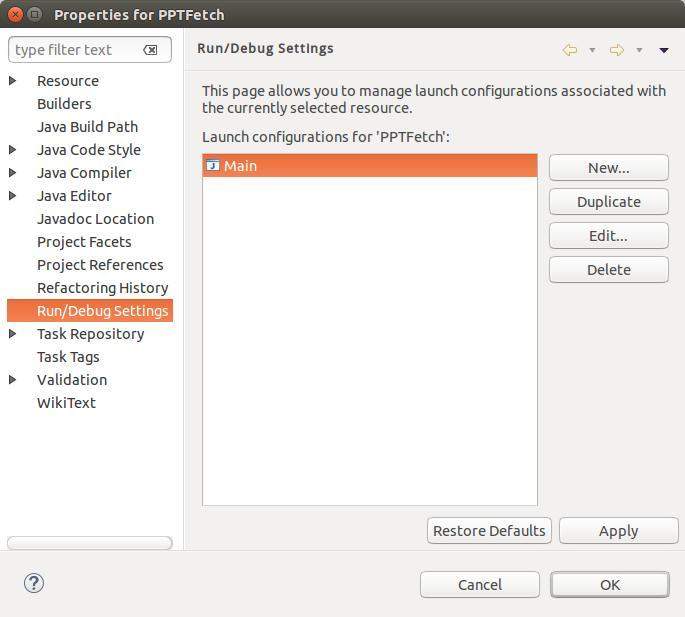 Properties for PPTFetch
type filter text
Resource
Builders
Java Build Path
Java Code Style
Java Compiler
Java Editor
Javadoc Location
Project Facets
Project References
Refactoring History
Run/Debug Settings
Task Repository
Task Tags
Validation
WikiText
Run/Debug Settings
This page allows you to manage launch configurations associated with
the currently selected resource.
Launch configurations for 'PPTFetch':
J Main
New...
Duplicate
Edit...
Delete
Restore Defaults
Apply
?
Cancel
OK